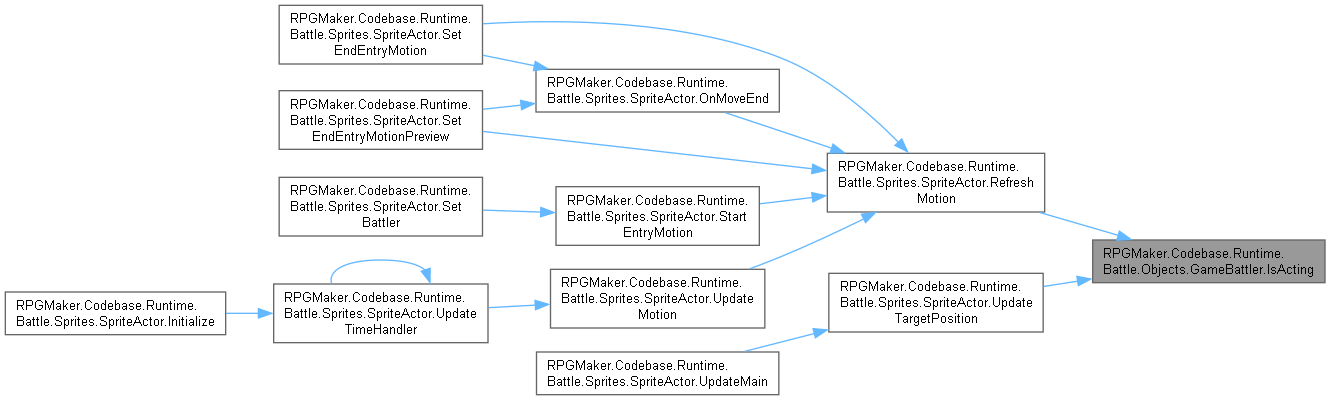 RPGMaker.Codebase.Runtime.
Battle.Sprites.SpriteActor.Set
EndEntryMotion
RPGMaker.Codebase.Runtime.
Battle.Sprites.SpriteActor.OnMoveEnd
RPGMaker.Codebase.Runtime.
Battle.Sprites.SpriteActor.Set
EndEntryMotionPreview
RPGMaker.Codebase.Runtime.
Battle.Sprites.SpriteActor.Refresh
Motion
RPGMaker.Codebase.Runtime.
Battle.Sprites.SpriteActor.Set
Battler
RPGMaker.Codebase.Runtime.
Battle.Sprites.SpriteActor.Start
EntryMotion
RPGMaker.Codebase.Runtime.
Battle.Objects.GameBattler.IsActing
RPGMaker.Codebase.Runtime.
Battle.Sprites.SpriteActor.Initialize
RPGMaker.Codebase.Runtime.
Battle.Sprites.SpriteActor.Update
TimeHandler
RPGMaker.Codebase.Runtime.
Battle.Sprites.SpriteActor.Update
Motion
RPGMaker.Codebase.Runtime.
Battle.Sprites.SpriteActor.Update
TargetPosition
RPGMaker.Codebase.Runtime.
Battle.Sprites.SpriteActor.UpdateMain